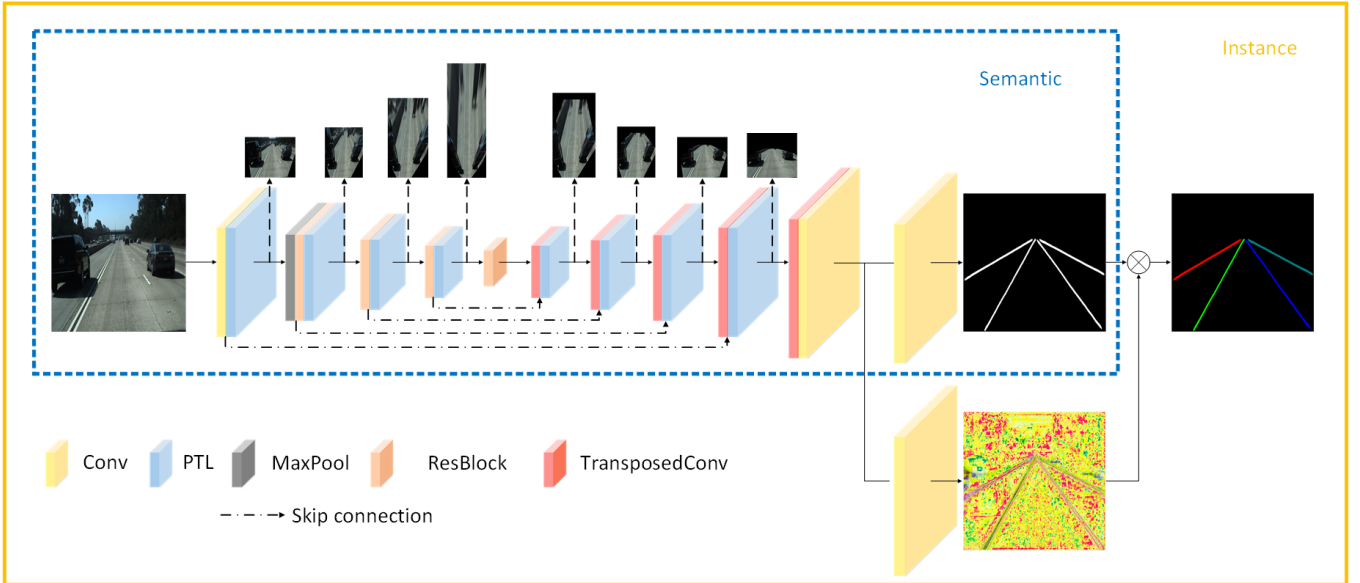 Instance
Semantic
Conv
PTL
MaxPool
ResBlock
TransposedConv
Skip connection